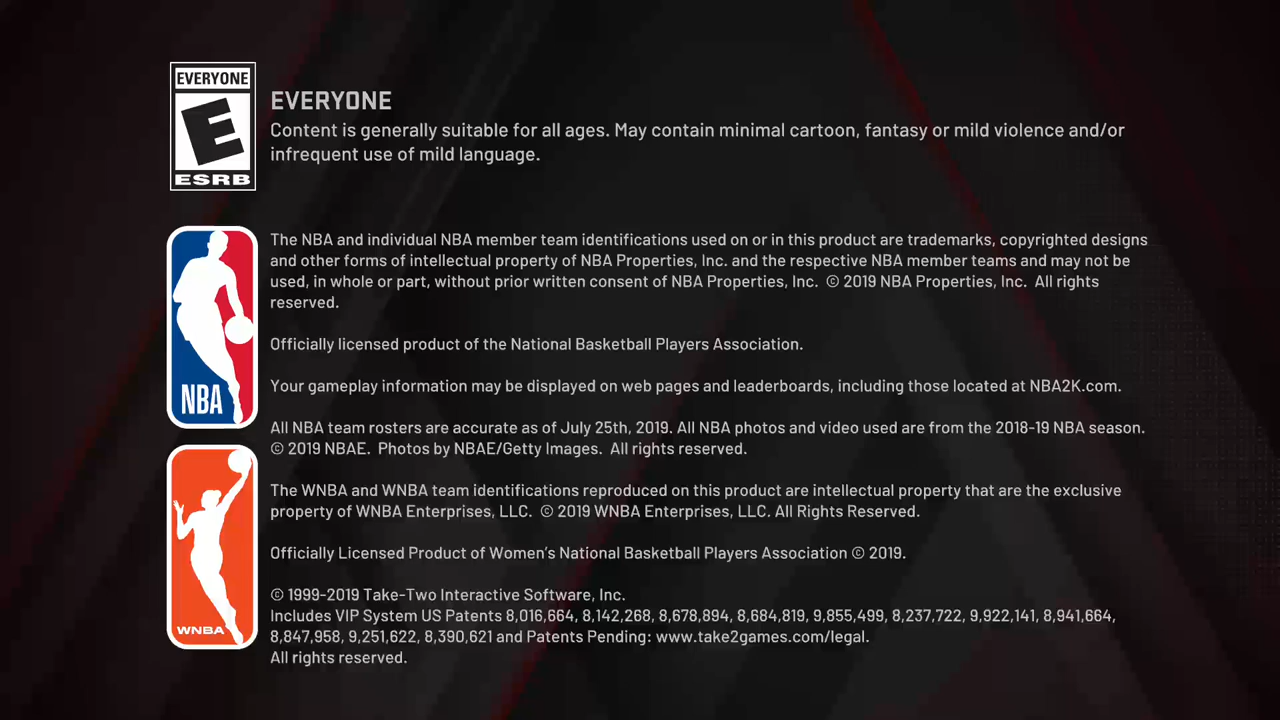 EVERYONE
E
ESRB
EVERYONE
Content is generally suitable for all ages. May contain minimal cartoon, fantasy or mild violence and/or
infrequent use of mild language.
The NBA and individual NBA member team identifications used on or in this product are trademarks, copyrighted designs
and other forms of intellectual property of NBA Properties, Inc. and the respective NBA member teams and may not be
used, in whole or part, without prior written consent of NBA Properties, Inc.  © 2019 NBA Properties, Inc.  All rights
reserved.
Officially licensed product of the National Basketball Players Association.
Your gameplay information may be displayed on web pages and leaderboards, including those located at NBA2K.com.
NBA
All NBA team rosters are accurate as of July 25th, 2019. All NBA photos and video used are from the 2018-19 NBA season.
© 2019 NBAE.  Photos by NBAE/Getty Images.  All rights reserved.
The WNBA and WNBA team identifications reproduced on this product are intellectual property that are the exclusive
property of WNBA Enterprises, LLC.  © 2019 WNBA Enterprises, LLC. All Rights Reserved.
Officially Licensed Product of Women's National Basketball Players Association © 2019.
© 1999-2019 Take-Two Interactive Software, Inc.
Includes VIP System US Patents 8,016,664, 8,142,268, 8,678,894, 8,684,819, 9,855,499, 8,237,722, 9,922,141, 8,941,664,
8,847,958, 9,251,622, 8,390,621 and Patents Pending: www.take2games.com/legal.
All rights reserved.
WNBA